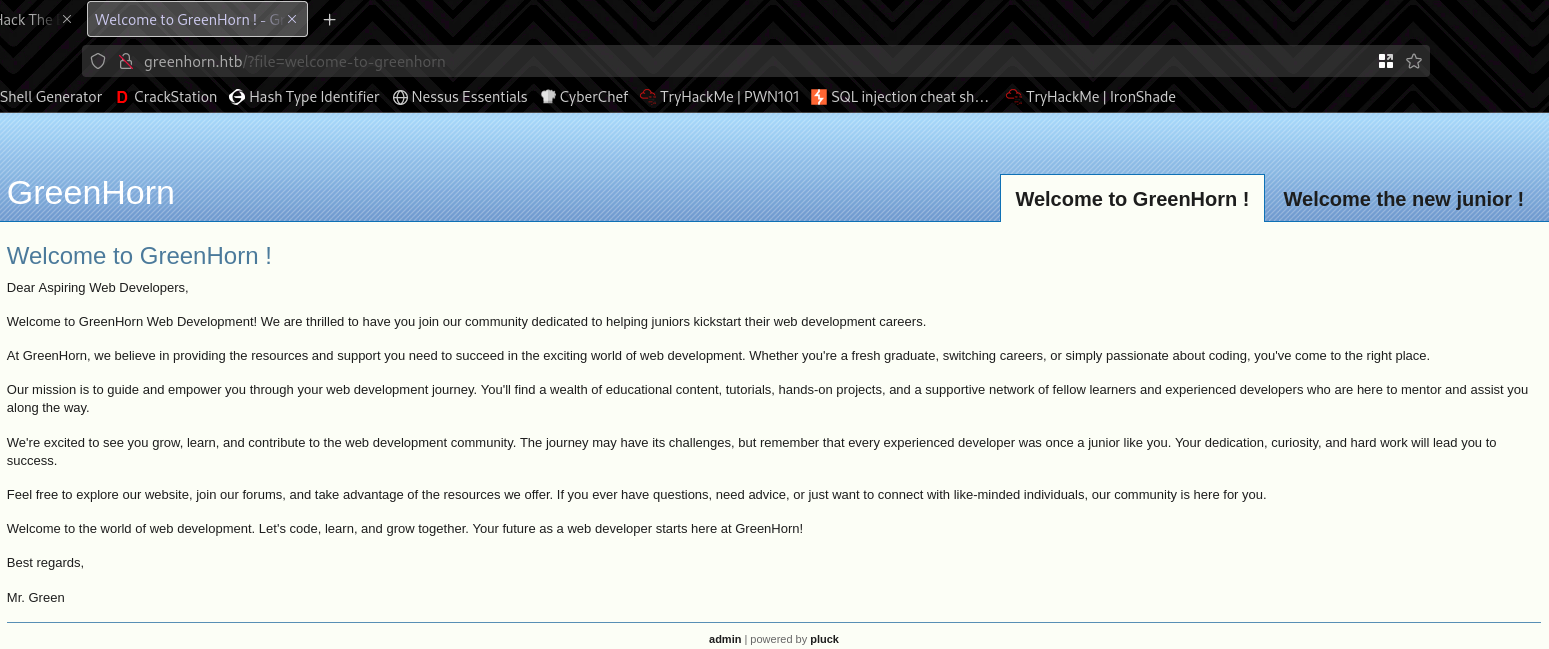 Hack The
Welcome to GreenHorn ! - G
greenhorn.htb/?file=welcome-to-greenhorn
Shell Generator D CrackStation Hash Type Identifier Nessus Essentials CyberChef TryHackMe | PWN101 SQL injection cheat sh… TryHackMe | IronShade
GreenHorn
Welcome to GreenHorn ! Welcome the new junior !
Welcome to GreenHorn !
Dear Aspiring Web Developers,
Welcome to GreenHorn Web Development! We are thrilled to have you join our community dedicated to helping juniors kickstart their web development careers.
At GreenHorn, we believe in providing the resources and support you need to succeed in the exciting world of web development. Whether you're a fresh graduate, switching careers, or simply passionate about coding, you've come to the right place.
Our mission is to guide and empower you through your web development journey. You'll find a wealth of educational content, tutorials, hands-on projects, and a supportive network of fellow learners and experienced developers who are here to mentor and assist you
along the way.
We're excited to see you grow, learn, and contribute to the web development community. The journey may have its challenges, but remember that every experienced developer was once a junior like you. Your dedication, curiosity, and hard work will lead you to
success.
Feel free to explore our website, join our forums, and take advantage of the resources we offer. If you ever have questions, need advice, or just want to connect with like-minded individuals, our community is here for you.
Welcome to the world of web development. Let's code, learn, and grow together. Your future as a web developer starts here at GreenHorn!
Best regards,
Mr. Green
admin | powered by pluck